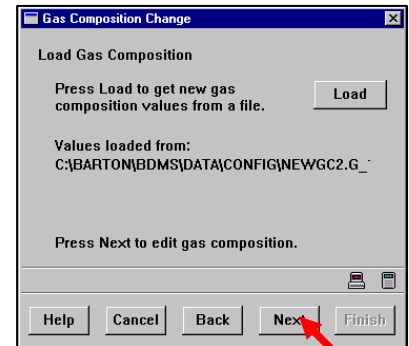 Gas Composition Change
Load Gas Composition
Press Load to get new gas
composition values from a file.
Load
Values loaded from:
C:\BARTON\BDMS\DATA\CONFIG\NEWGC2.G_
Press Next to edit gas composition.
Help Cancel Back Next Finish